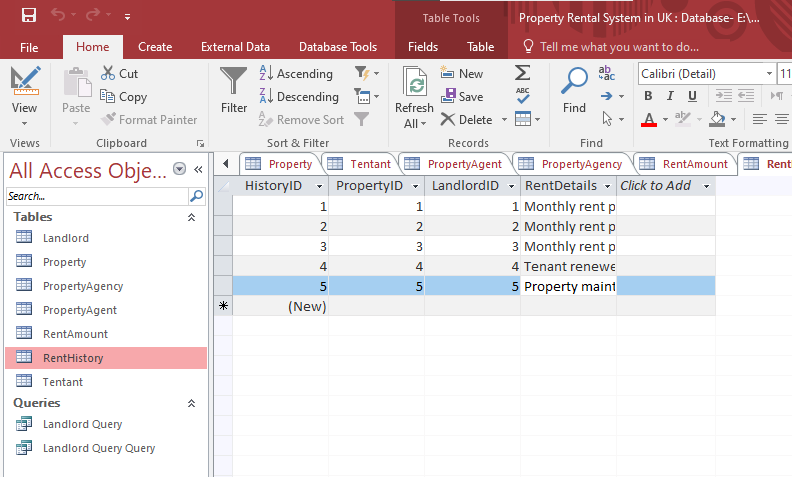 Table Tools
Property Rental System in UK : Database- E:\...
File
Home
Create
External Data
Database Tools
Fields
Table
Tell me what you want to do...
View
Views
Paste
Cut
Copy
Format Painter
Clipboard
Filter
Ascending
Descending
Remove Sort
Sort & Filter
Refresh
All
New
Save
Delete
Records
Find
Find
Calibri (Detail)
11
B I U
A
Text Formatting
All Access Obje...
Search...
Tables
Landlord
Property
PropertyAgency
PropertyAgent
RentAmount
RentHistory
Tentant
Queries
Landlord Query
Landlord Query Query
Property Tentant PropertyAgent PropertyAgency RentAmount Rent
HistoryID PropertyID LandlordID RentDetails Click to Add
1 1 1 Monthly rent p
2 2 2 Monthly rent p
3 3 3 Monthly rent p
4 4 4 Tenant renewe
5 5 5 Property maint
(New)